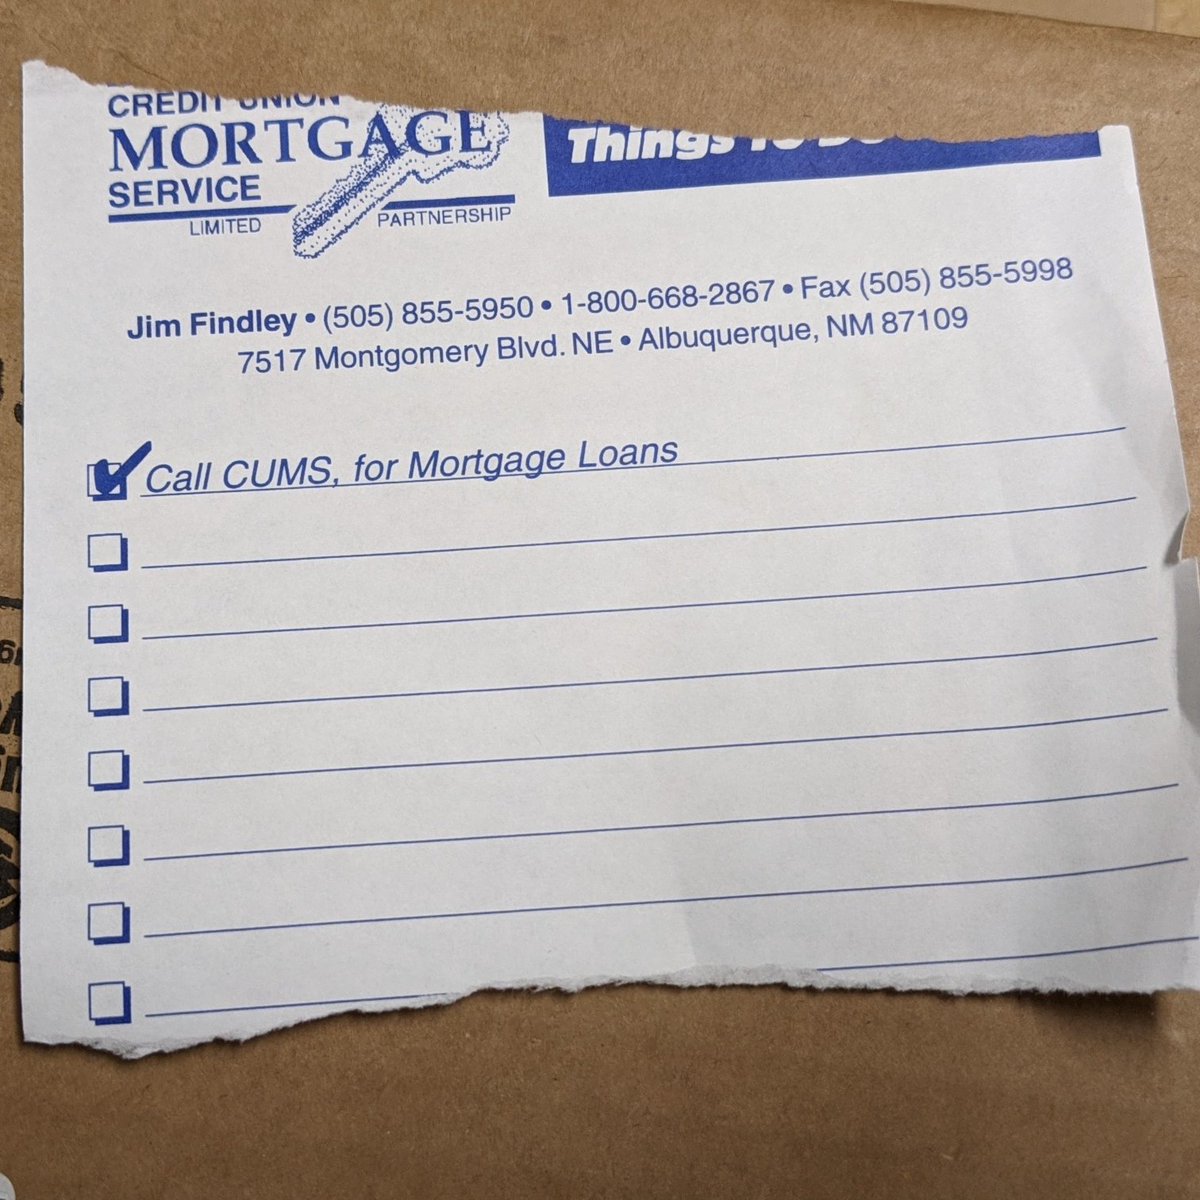 CREDIT UNION
MORTGAGE
SERVICE
LIMITED PARTNERSHIP
Things To Do
Jim Findley • (505) 855-5950 • 1-800-668-2867 • Fax (505) 855-5998
7517 Montgomery Blvd. NE • Albuquerque, NM 87109
Call CUMS, for Mortgage Loans